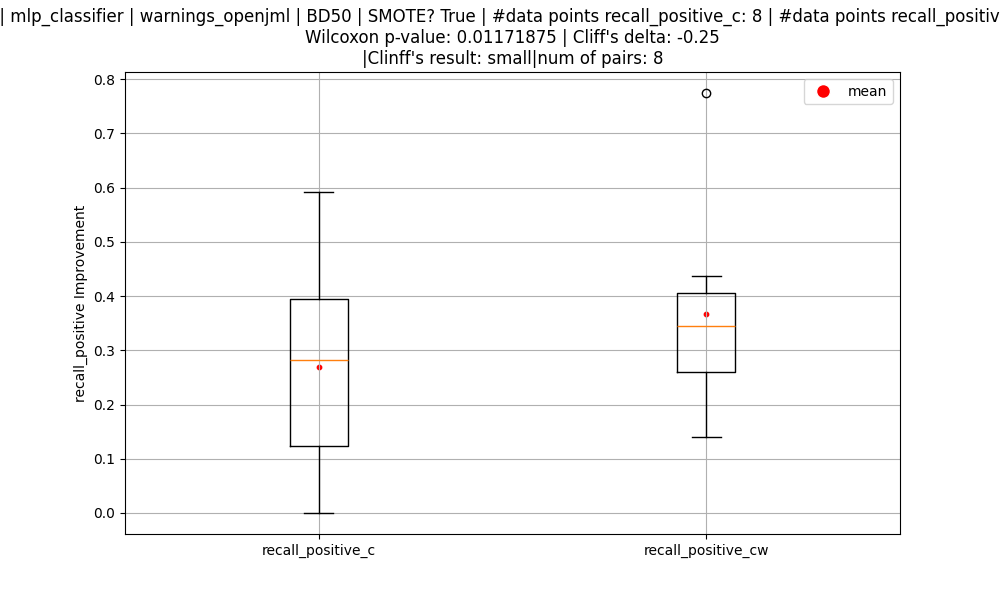 | mlp_classifier | warnings_openjml | BD50 | SMOTE? True | #data points recall_positive_c: 8 | #data points recall_positiv
Wilcoxon p-value: 0.01171875 | Cliff's delta: -0.25
|Clinff's result: small|num of pairs: 8
mean
0.8
0.7
0.6
0.5
0.4
0.3
0.2
0.1
0.0
recall_positive Improvement
recall_positive_c
recall_positive_cw